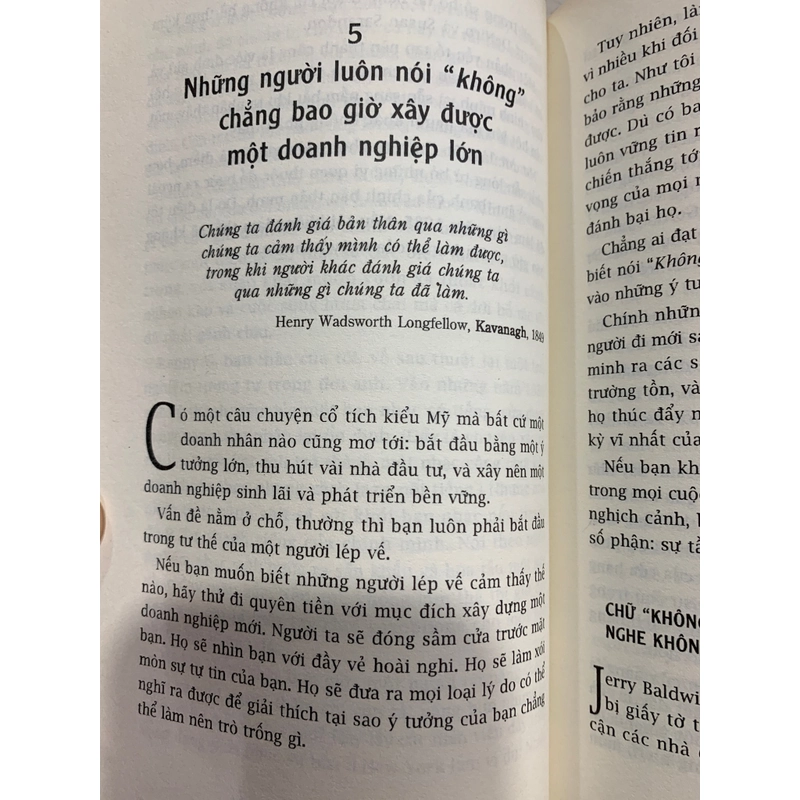 5
Những người luôn nói “không”
chẳng bao giờ xây được
một doanh nghiệp lớn
Chúng ta đánh giá bản thân qua những gì
chúng ta cảm thấy mình có thể làm được,
trong khi người khác đánh giá chúng ta
qua những gì chúng ta đã làm.
Henry Wadsworth Longfellow, Kavanagh, 1849
Có một câu chuyện cổ tích kiểu Mỹ mà bất cứ một
doanh nhân nào cũng mơ tới: bắt đầu bằng một ý
tưởng lớn, thu hút vài nhà đầu tư, và xây nên một
doanh nghiệp sinh lãi và phát triển bền vững.
Vấn đề nằm ở chỗ, thường thì bạn luôn phải bắt đầu
trong tư thế của một người lép vế.
Nếu bạn muốn biết những người lép vế cảm thấy thế
nào, hãy thử đi quyên tiền với mục đích xây dựng một
doanh nghiệp mới. Người ta sẽ đóng sầm cửa trước mặt
bạn. Họ sẽ nhìn bạn với đầy vẻ hoài nghi. Họ sẽ làm xói
mòn sự tự tin của bạn. Họ sẽ đưa ra mọi loại lý do có thể
nghĩ ra được để giải thích tại sao ý tưởng của bạn chẳng
thể làm nên trò trống gì.
Tuy nhiên, là
vì nhiều khi đối
cho ta. Như tôi
bảo rằng những
được. Dù có ba
luôn vững tin r
chiến thắng tớ
vọng của mọi n
đánh bại họ.
Chẳng ai đạt
biết nói “Không
vào những ý tư
Chính những
người đi mới sa
minh ra các s
trường tồn, và
họ thúc đẩy n
kỳ vĩ nhất của
Nếu bạn kh
trong mọi cuộ
nghịch cảnh, l
số phận: sự tầ
CHỮ “KHÔNG
NGHE KHÔN
Jerry Baldwi
bị giấy tờ t
cận các nhà